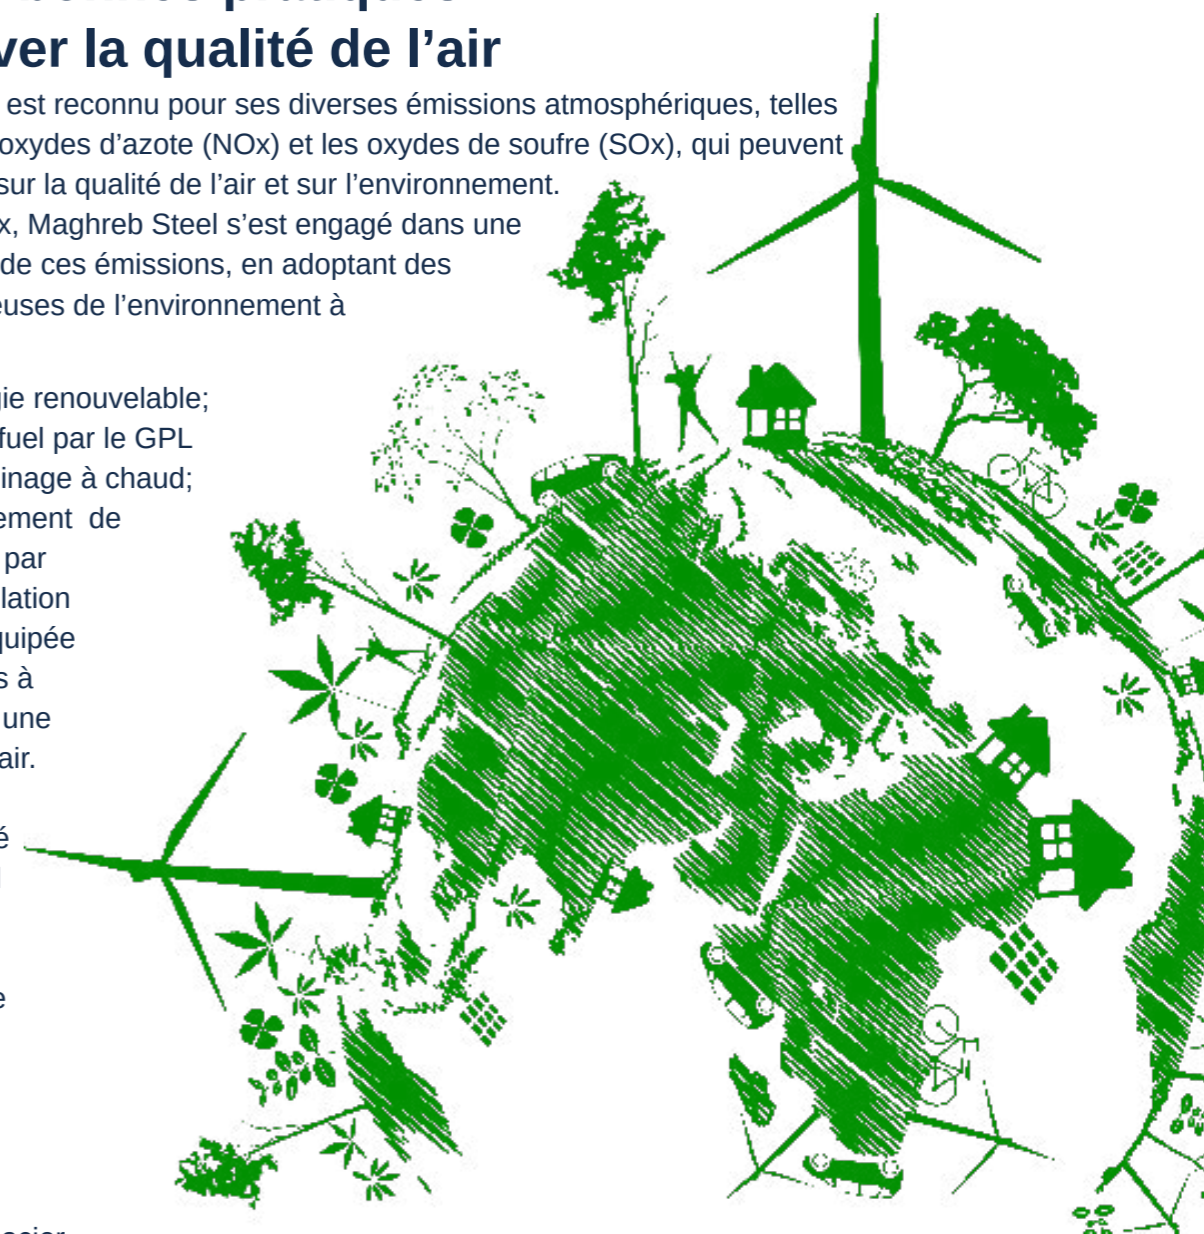 ver la qualité de l’air
est reconnu pour ses diverses émissions atmosphériques, telles
oxydes d’azote (NOx) et les oxydes de soufre (SOx), qui peuvent
sur la qualité de l’air et sur l’environnement.
x, Maghreb Steel s’est engagé dans une
de ces émissions, en adoptant des
euses de l’environnement à
gie renouvelable;
fuel par le GPL
inage à chaud;
ement de
par
lation
quipée
s à
une
air.
é
e